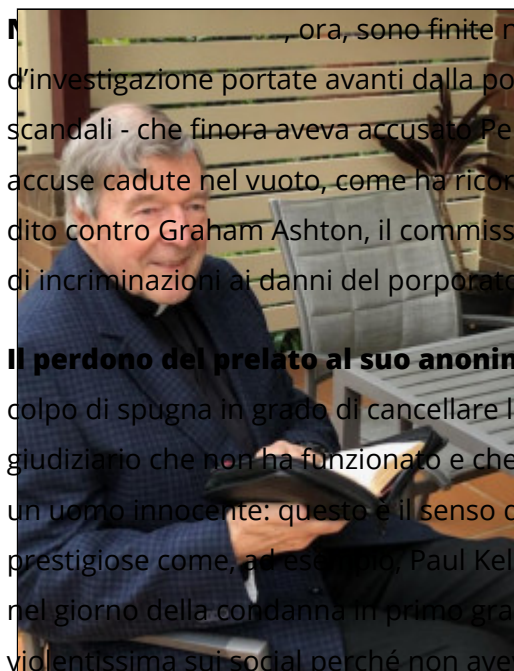 N , ora, sono finite n
d'investigazione portate avanti dalla po
scandali - che finora aveva accusato Pe
accuse cadute nel vuoto, come ha ricor
dito contro Graham Ashton, il commiss
di incriminazioni ai danni del porporato
Il perdono del prelato al suo anonim
colpo di spugna in grado di cancellare l
giudiziario che non ha funzionato e che
un uomo innocente: questo è il senso d
prestigiose come, ad esempio, Paul Kel
nel giorno della condanna in primo gra
violentissima sui social perché non avev